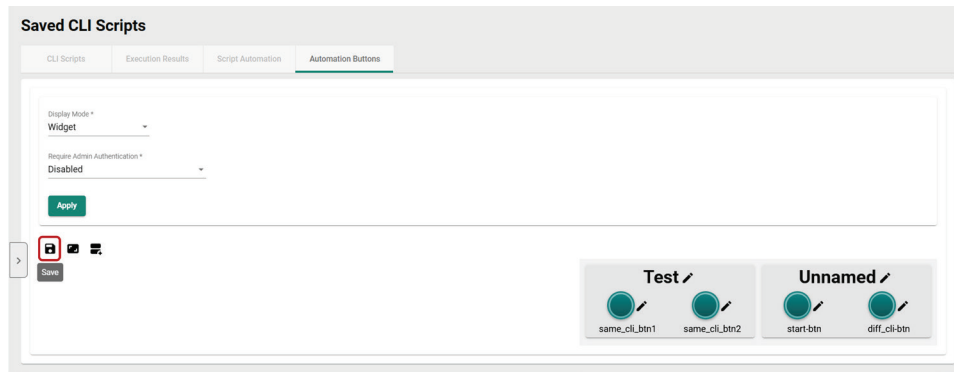 Saved CLI Scripts
CLI Scripts Execution Results Script Automation Automation Buttons
Display Mode *
Widget
Require Admin Authentication *
Disabled
Apply
Save
Test Unnamed
same_cli_btn1 same_cli_btn2 start-btn diff_cli-btn